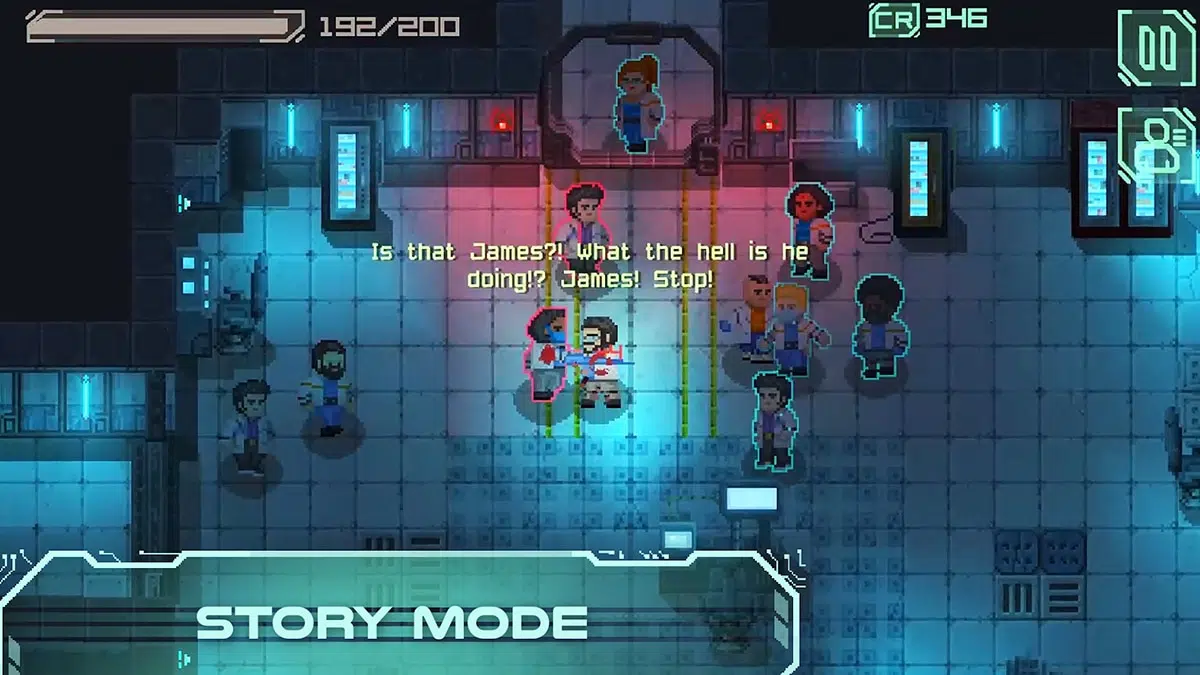 192/200
CR 346
Is that James?! What the hell is he
doing!? James! Stop!
STORY MODE